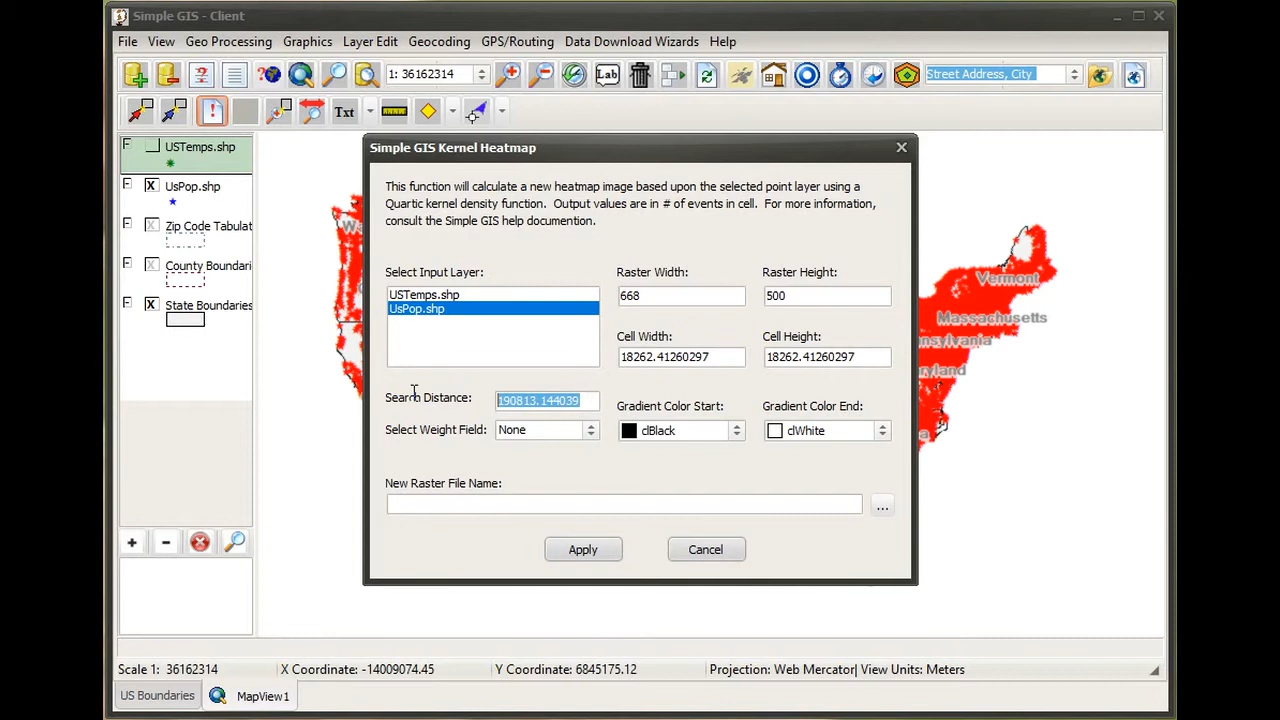 Simple GIS - Client
File View Geo Processing Graphics Layer Edit Geocoding GPS/Routing Data Download Wizards Help
1: 36162314 Lab Street Address, City
Txt
USTemps.shp
UsPop.shp
Zip Code Tabulat
County Boundari
State Boundaries
Simple GIS Kernel Heatmap
This function will calculate a new heatmap image based upon the selected point layer using a
Quartic kernel density function. Output values are in # of events in cell. For more information,
consult the Simple GIS help documention.
Select Input Layer: Raster Width: Raster Height:
USTemps.shp 668 500
UsPop.shp
Cell Width: Cell Height:
18262.41260297 18262.41260297
Search Distance: 190813.144039 Gradient Color Start: Gradient Color End:
Select Weight Field: None clBlack clWhite
New Raster File Name:
...
Apply Cancel
Wa
Vermont
Massachusetts
nsylvania
ryland
a
Scale 1: 36162314 X Coordinate: -14009074.45 Y Coordinate: 6845175.12 Projection: Web Mercator| View Units: Meters
US Boundaries MapView1